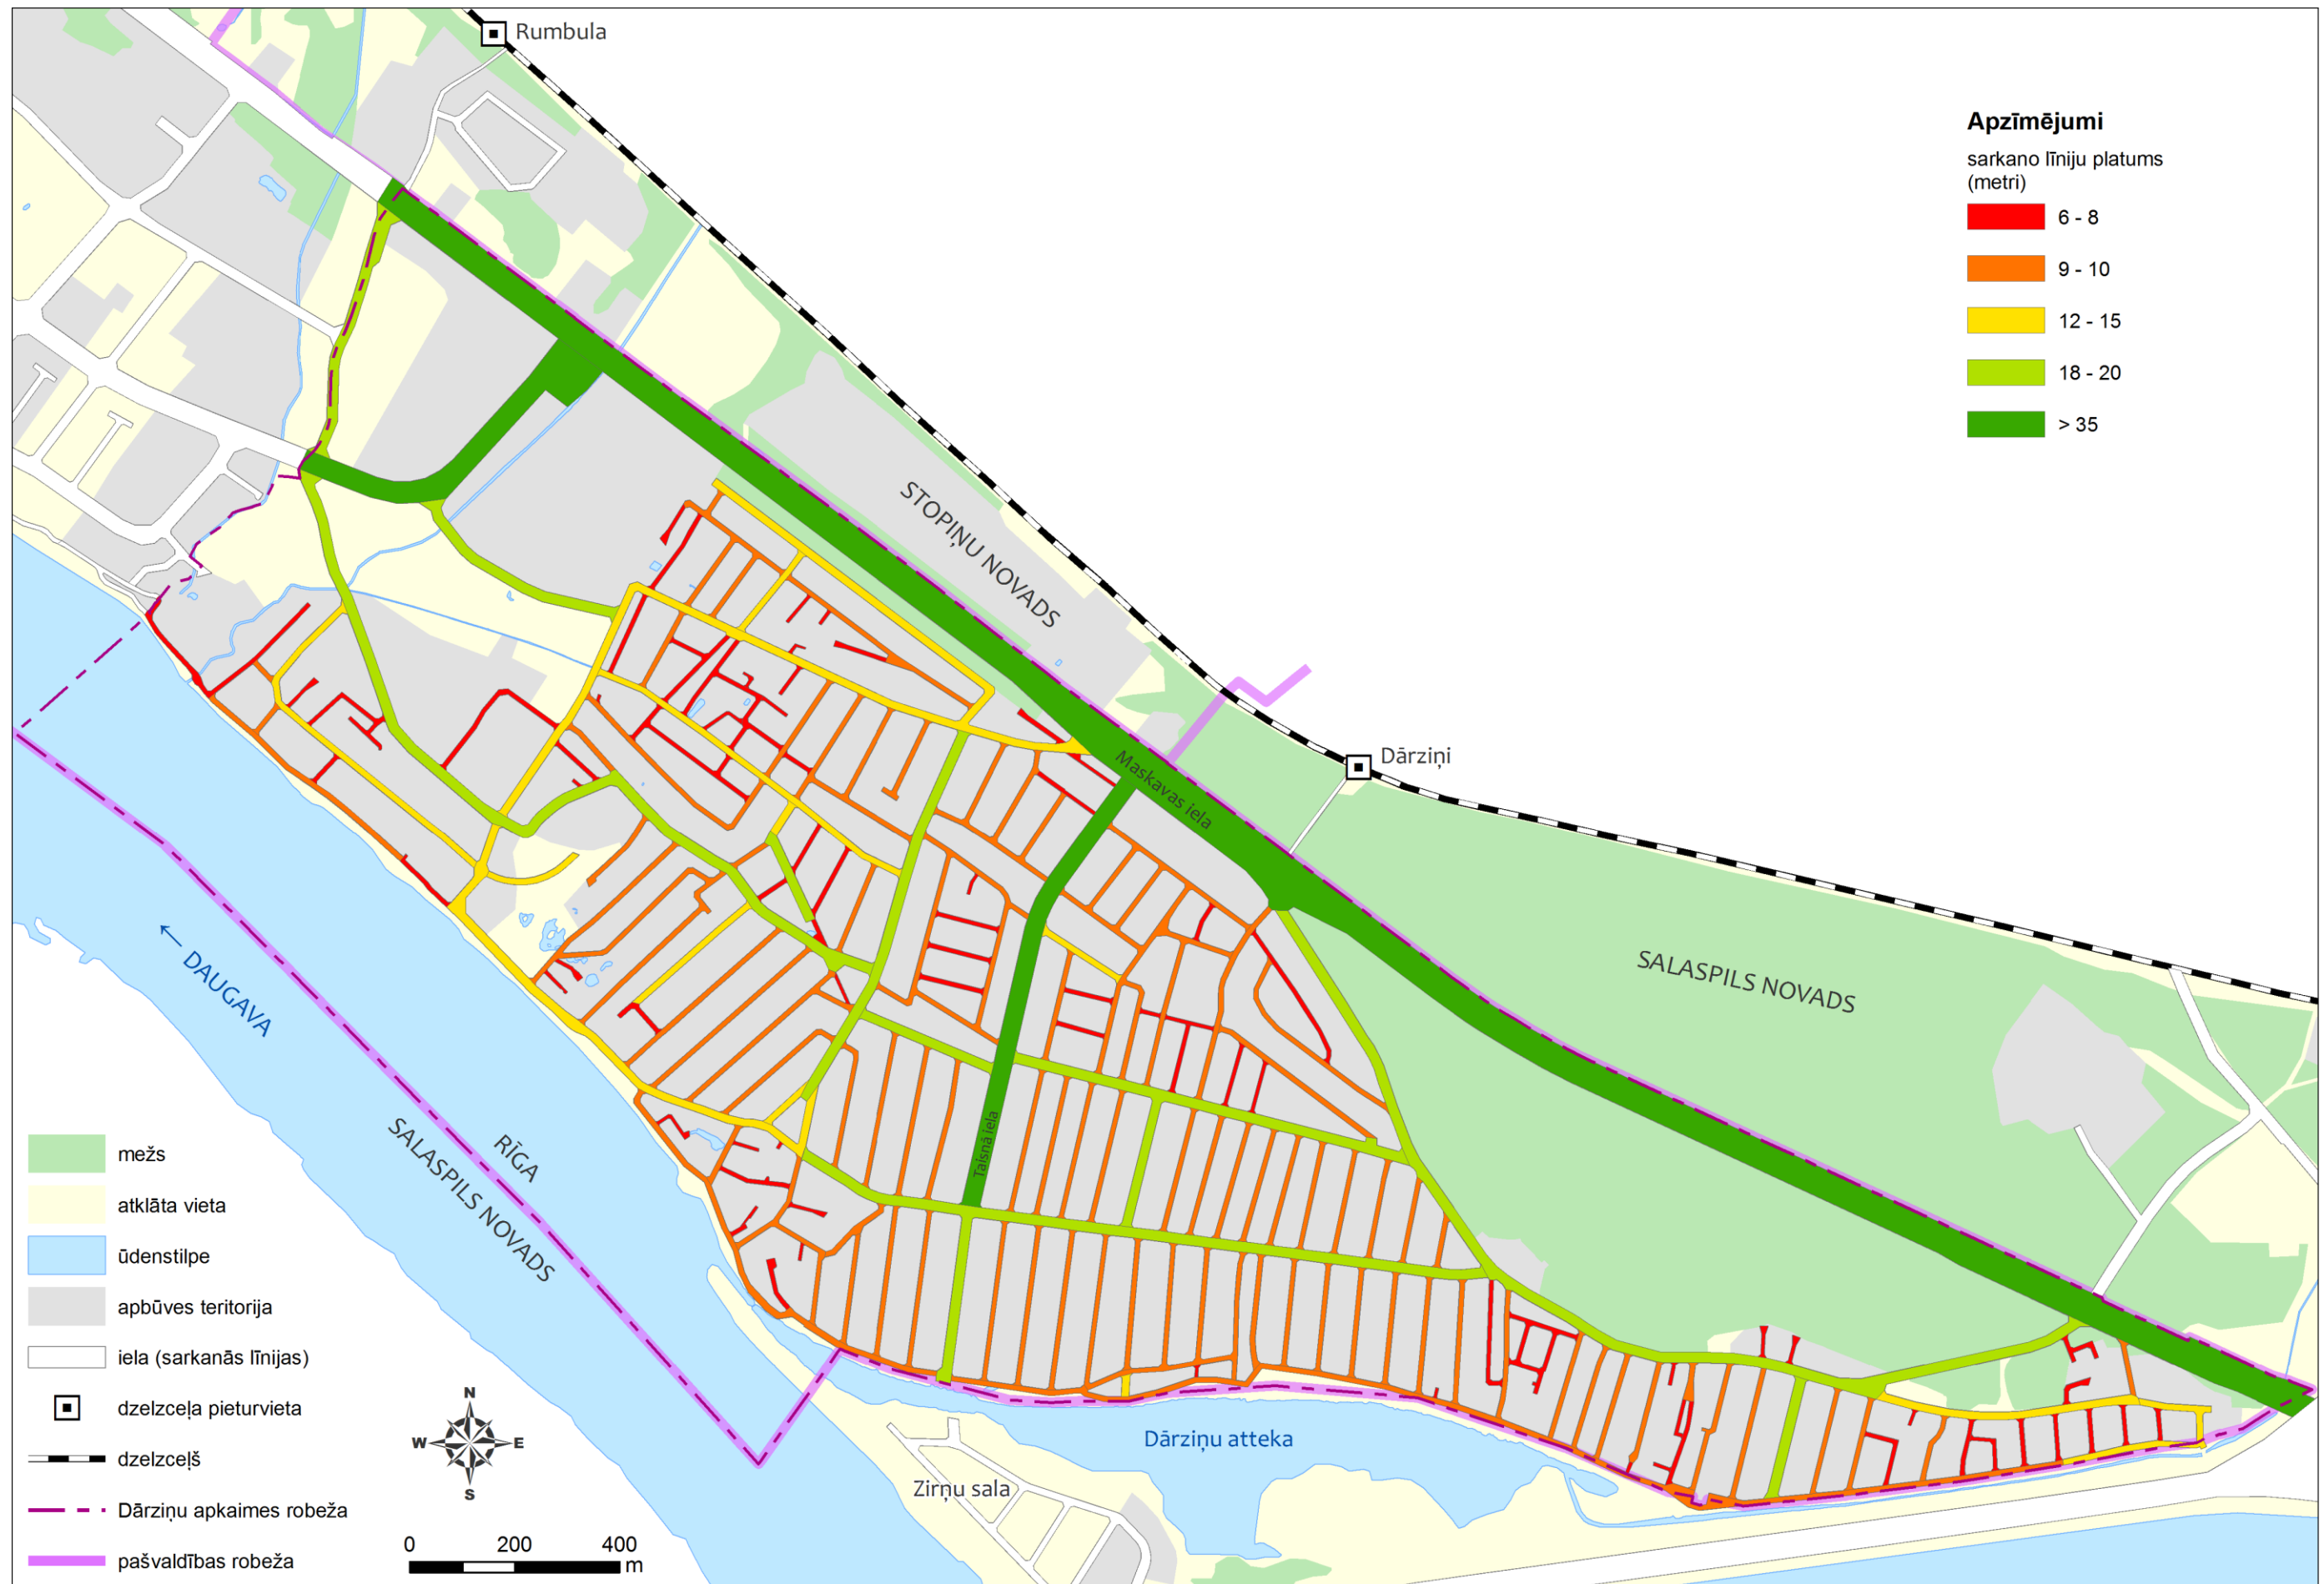 Rumbula
Apzīmējumi
sarkano līniju platums
(metri)
6 - 8
9 - 10
12 - 15
18 - 20
> 35
STOPIŅU NOVADS
Dārziņi
Maskavas iela
SALASPILS NOVADS
← DAUGAVA
Taisnā iela
RĪGA
SALASPILS NOVADS
mežs
atklāta vieta
ūdenstilpe
apbūves teritorija
iela (sarkanās līnijas)
dzelzceļa pieturvieta
dzelzceļš
Dārziņu apkaimes robeža
pašvaldības robeža
N
W E
S
0 200 400
m
Dārziņu atteka
Zirņu sala